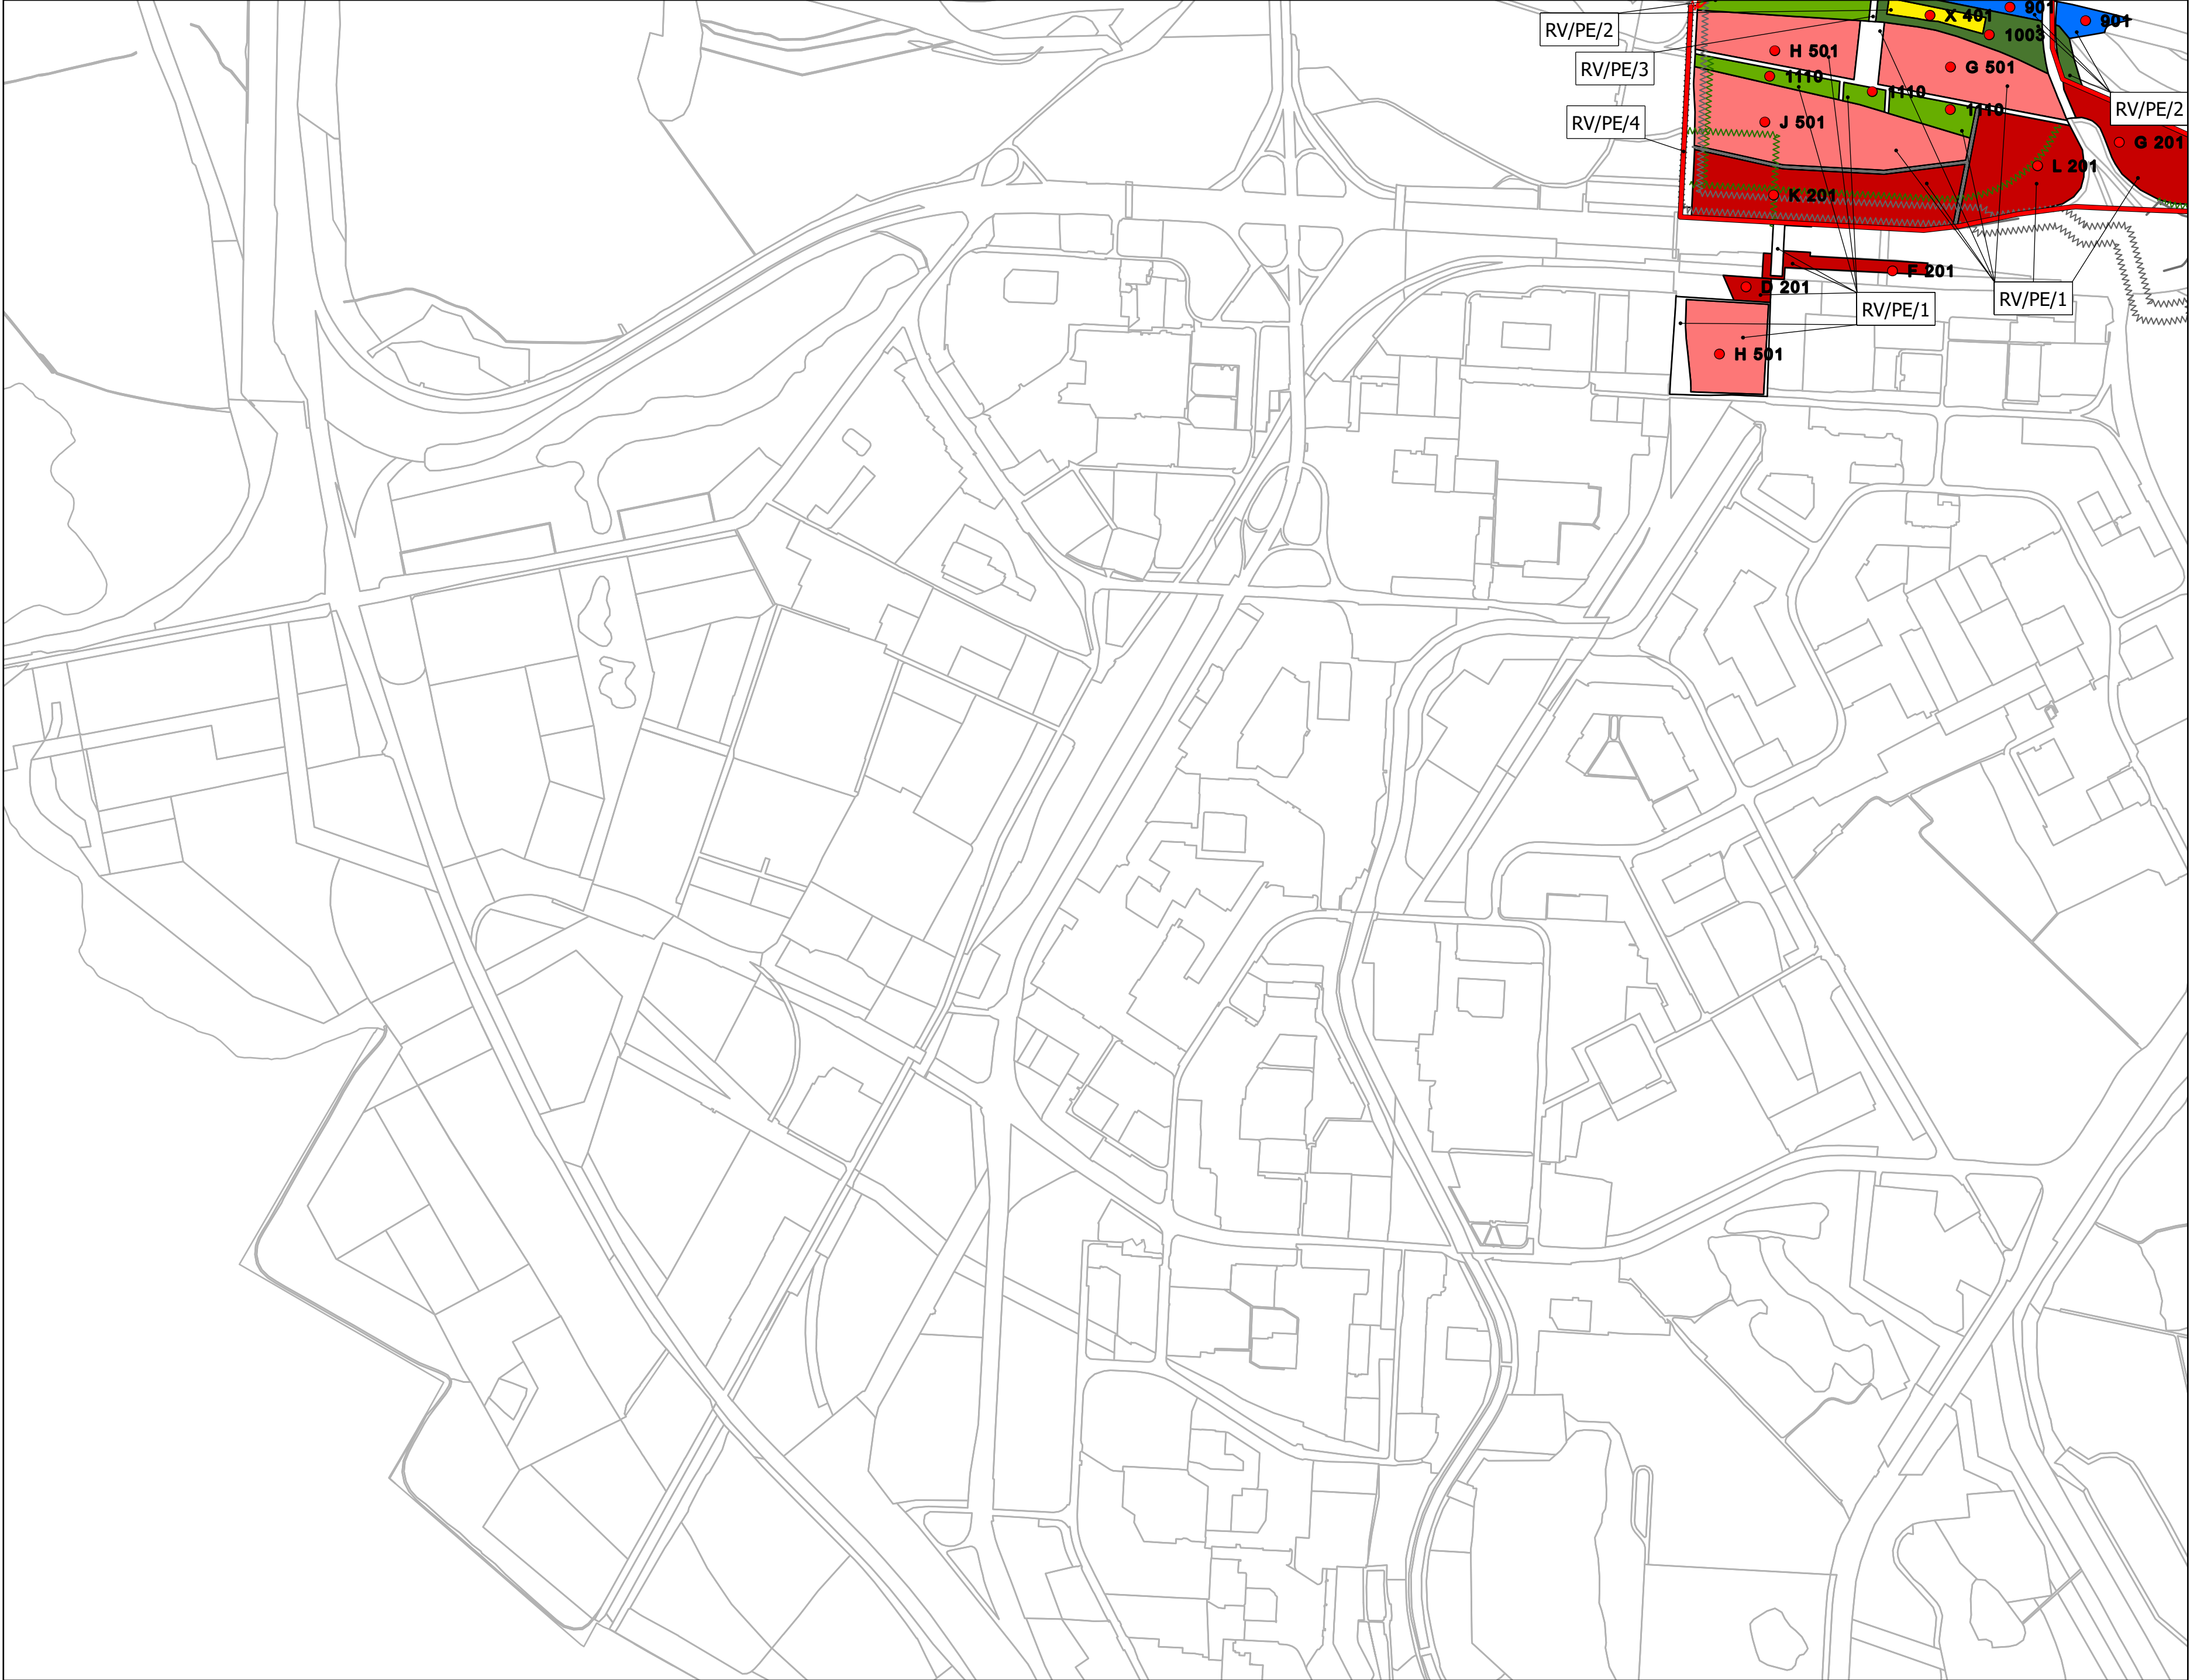 901
X 401
901
RV/PE/2
1003
H 501
G 501
RV/PE/3
1110
1110
1110
RV/PE/2
RV/PE/4
J 501
G 201
L 201
K 201
F 201
D 201
RV/PE/1
RV/PE/1
H 501